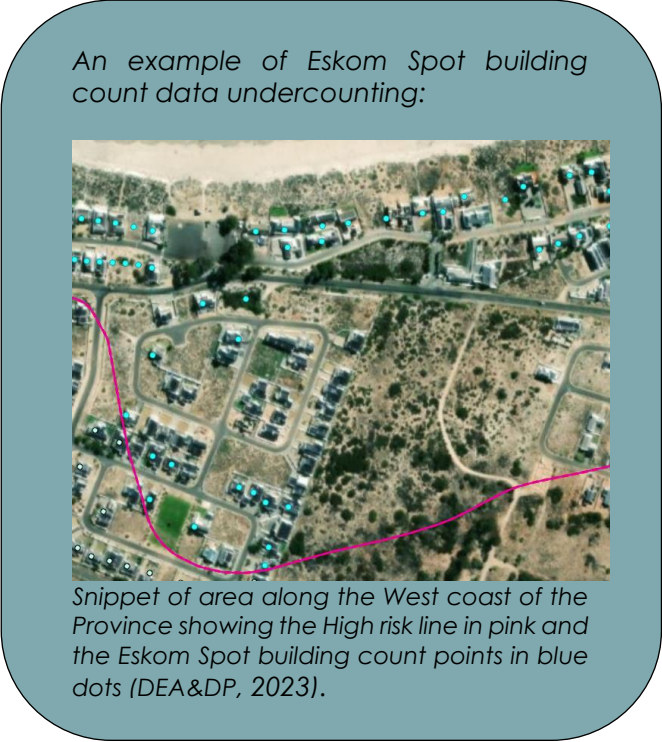 An example of Eskom Spot building
count data undercounting:
Snippet of area along the West coast of the
Province showing the High risk line in pink and
the Eskom Spot building count points in blue
dots (DEA&DP, 2023).